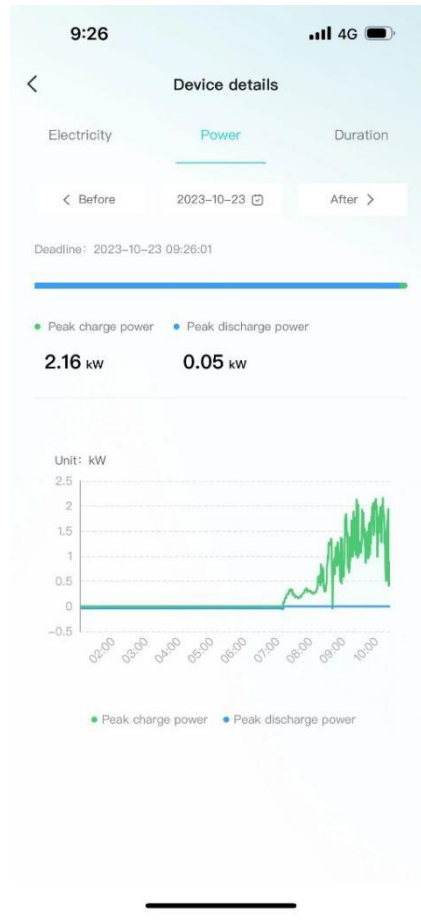 9:26 4G
Device details
Electricity Power Duration
< Before 2023-10-23 After >
Deadline: 2023-10-23 09:26:01
Peak charge power Peak discharge power
2.16 kW 0.05 kW
Unit: kW
2.5
2
1.5
1
0.5
0
-0.5
02:00 03:00 04:00 05:00 06:00 07:00 08:00 09:00 10:00
Peak charge power Peak discharge power